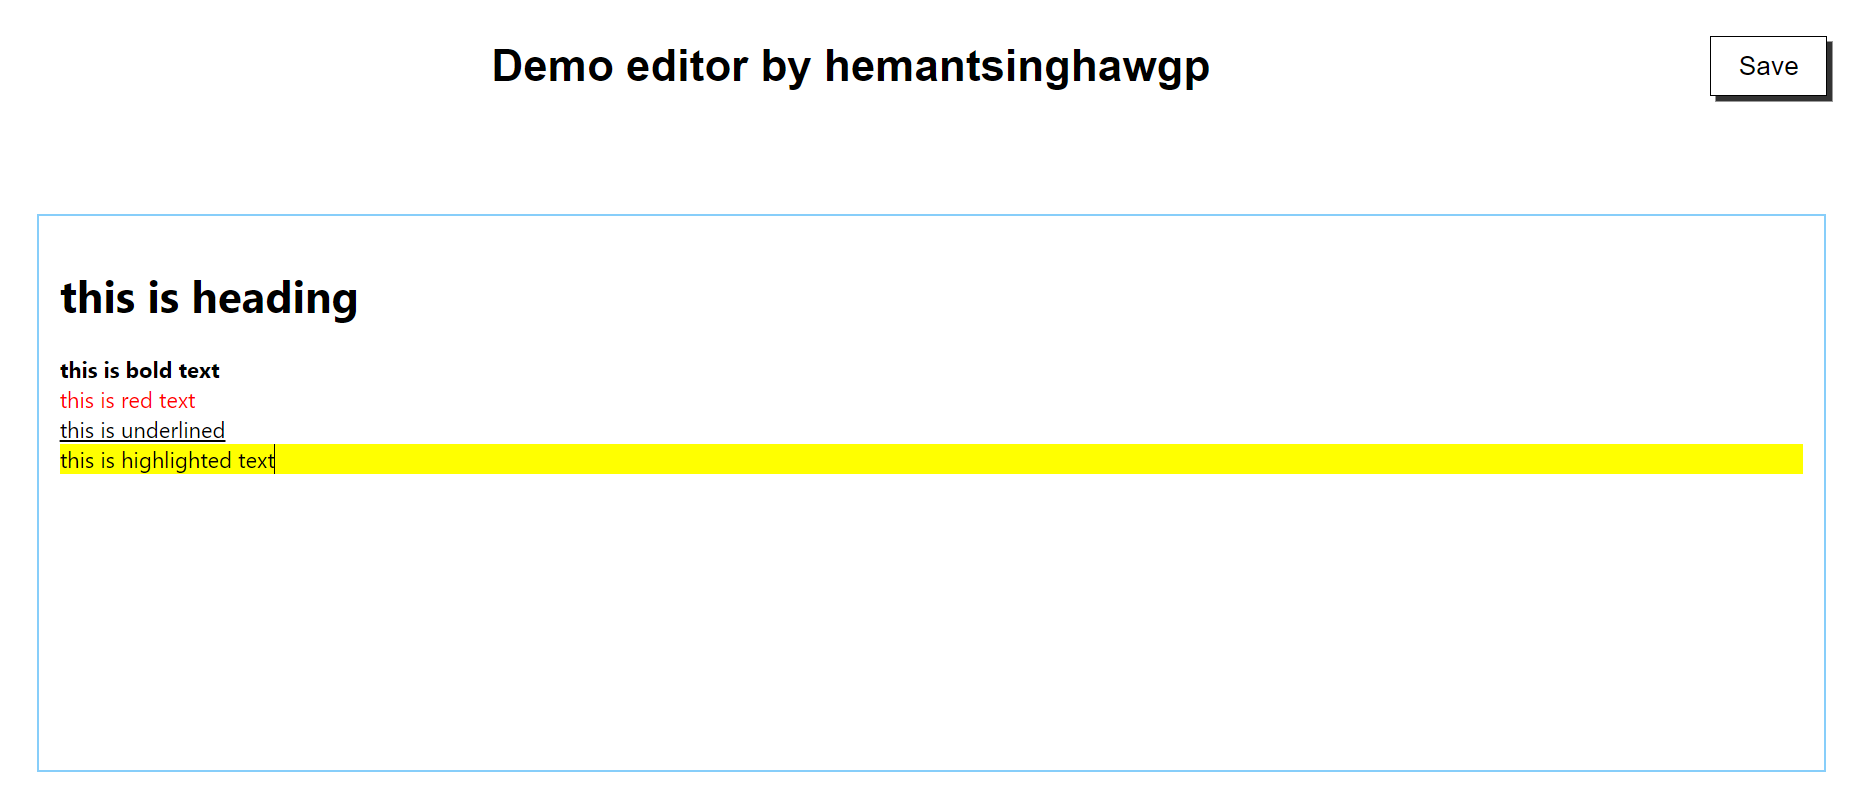 Demo editor by hemantsinghawgp
Save
this is heading
this is bold text
this is red text
this is underlined
this is highlighted text